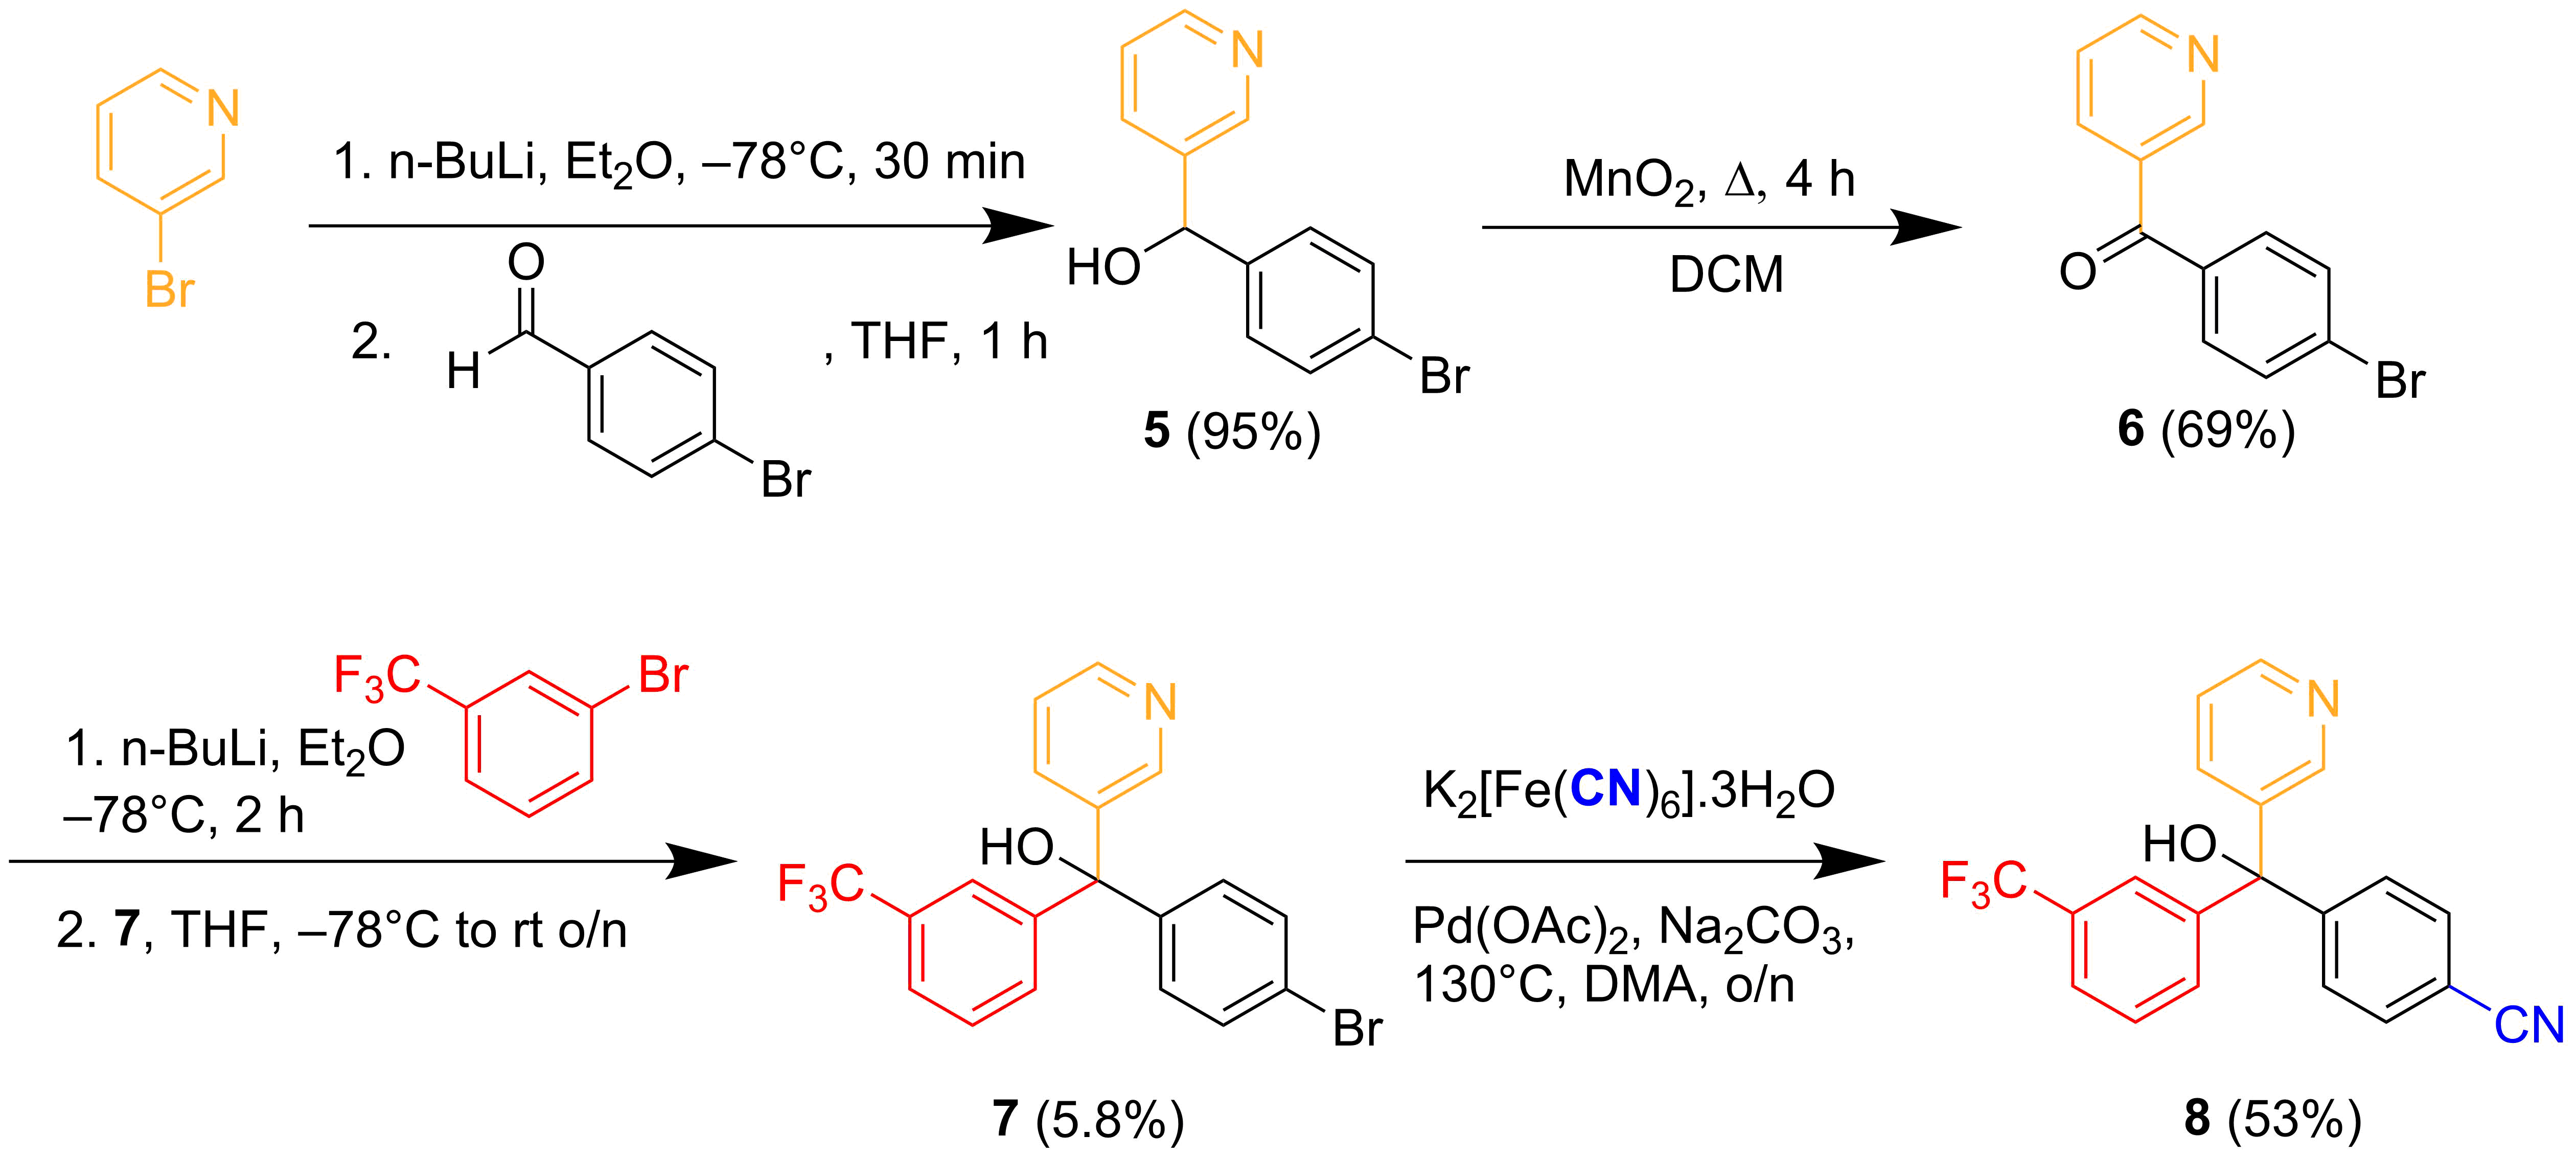 N
Br
1. n-BuLi, Et₂O, –78°C, 30 min
2.
O
H
Br
, THF, 1 h
N
HO
Br
5 (95%)
MnO₂, Δ, 4 h
DCM
N
O
Br
6 (69%)
F₃C
Br
1. n-BuLi, Et₂O
–78°C, 2 h
2. 7, THF, –78°C to rt o/n
N
HO
F₃C
Br
7 (5.8%)
K₂[Fe(CN)₆].3H₂O
Pd(OAc)₂, Na₂CO₃,
130°C, DMA, o/n
N
HO
F₃C
CN
8 (53%)